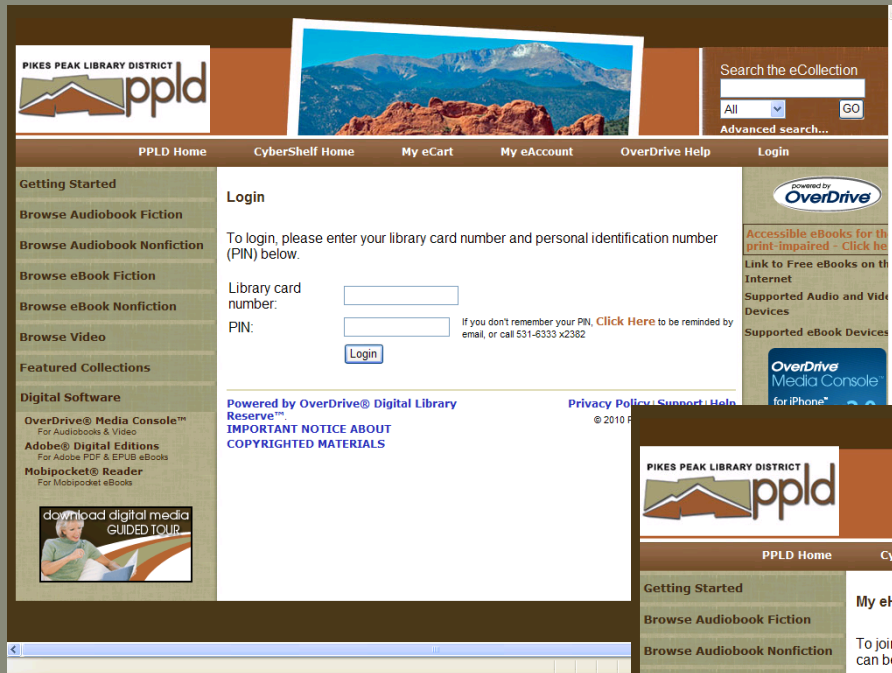 PIKES PEAK LIBRARY DISTRICT
ppld
Search the eCollection
All
GO
Advanced search...
PPLD Home CyberShelf Home My eCart My eAccount OverDrive Help Login
Getting Started
Browse Audiobook Fiction
Browse Audiobook Nonfiction
Browse eBook Fiction
Browse eBook Nonfiction
Browse Video
Featured Collections
Digital Software
OverDrive® Media Console™
For Audiobooks & Video
Adobe® Digital Editions
For Adobe PDF & EPUB eBooks
Mobipocket® Reader
For Mobipocket eBooks
download digital media
GUIDED TOUR
Login
To login, please enter your library card number and personal identification number
(PIN) below.
Library card
number:
PIN:
If you don't remember your PIN, Click Here to be reminded by
email, or call 531-6333 x2382
Login
Powered by OverDrive® Digital Library
Reserve™.
IMPORTANT NOTICE ABOUT
COPYRIGHTED MATERIALS
Privacy Policy | Support | Help
© 2010
powered by
OverDrive
Accessible eBooks for
print-impaired - Click
Link to Free eBooks on
Internet
Supported Audio and
Devices
Supported eBook Devices
OverDrive
Media Console™
for iPhone™
PIKES PEAK LIBRARY DISTRICT
ppld
PPLD Home
Getting Started
Browse Audiobook Fiction
Browse Audiobook Nonfiction
My
To
can